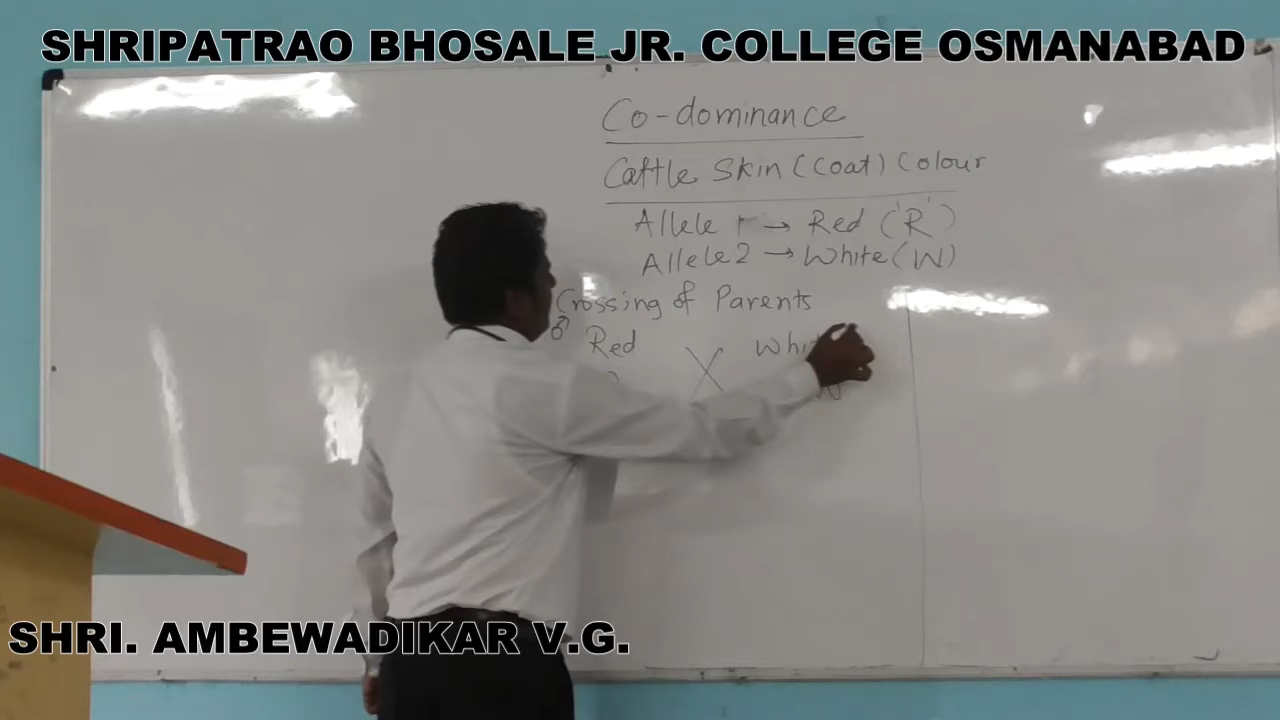 SHRIPATRAO BHOSALE JR. COLLEGE OSMANABAD
Co-dominance
Cattle Skin (Coat) Colour
Allele 1 → Red ('R')
Allele 2 → White (W)
Crossing of Parents
♂ Red X
SHRI. AMBEWADIKAR V.G.